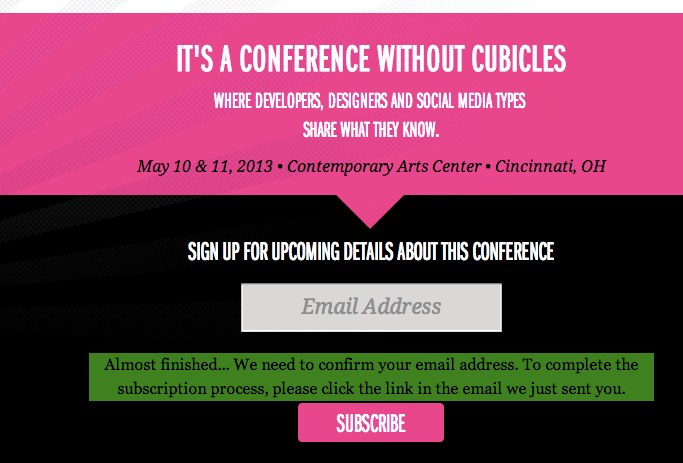 IT'S A CONFERENCE WITHOUT CUBICLES
WHERE DEVELOPERS, DESIGNERS AND SOCIAL MEDIA TYPES
SHARE WHAT THEY KNOW.
May 10 & 11, 2013 • Contemporary Arts Center • Cincinnati, OH
SIGN UP FOR UPCOMING DETAILS ABOUT THIS CONFERENCE
Email Address
Almost finished... We need to confirm your email address. To complete the
subscription process, please click the link in the email we just sent you.
SUBSCRIBE